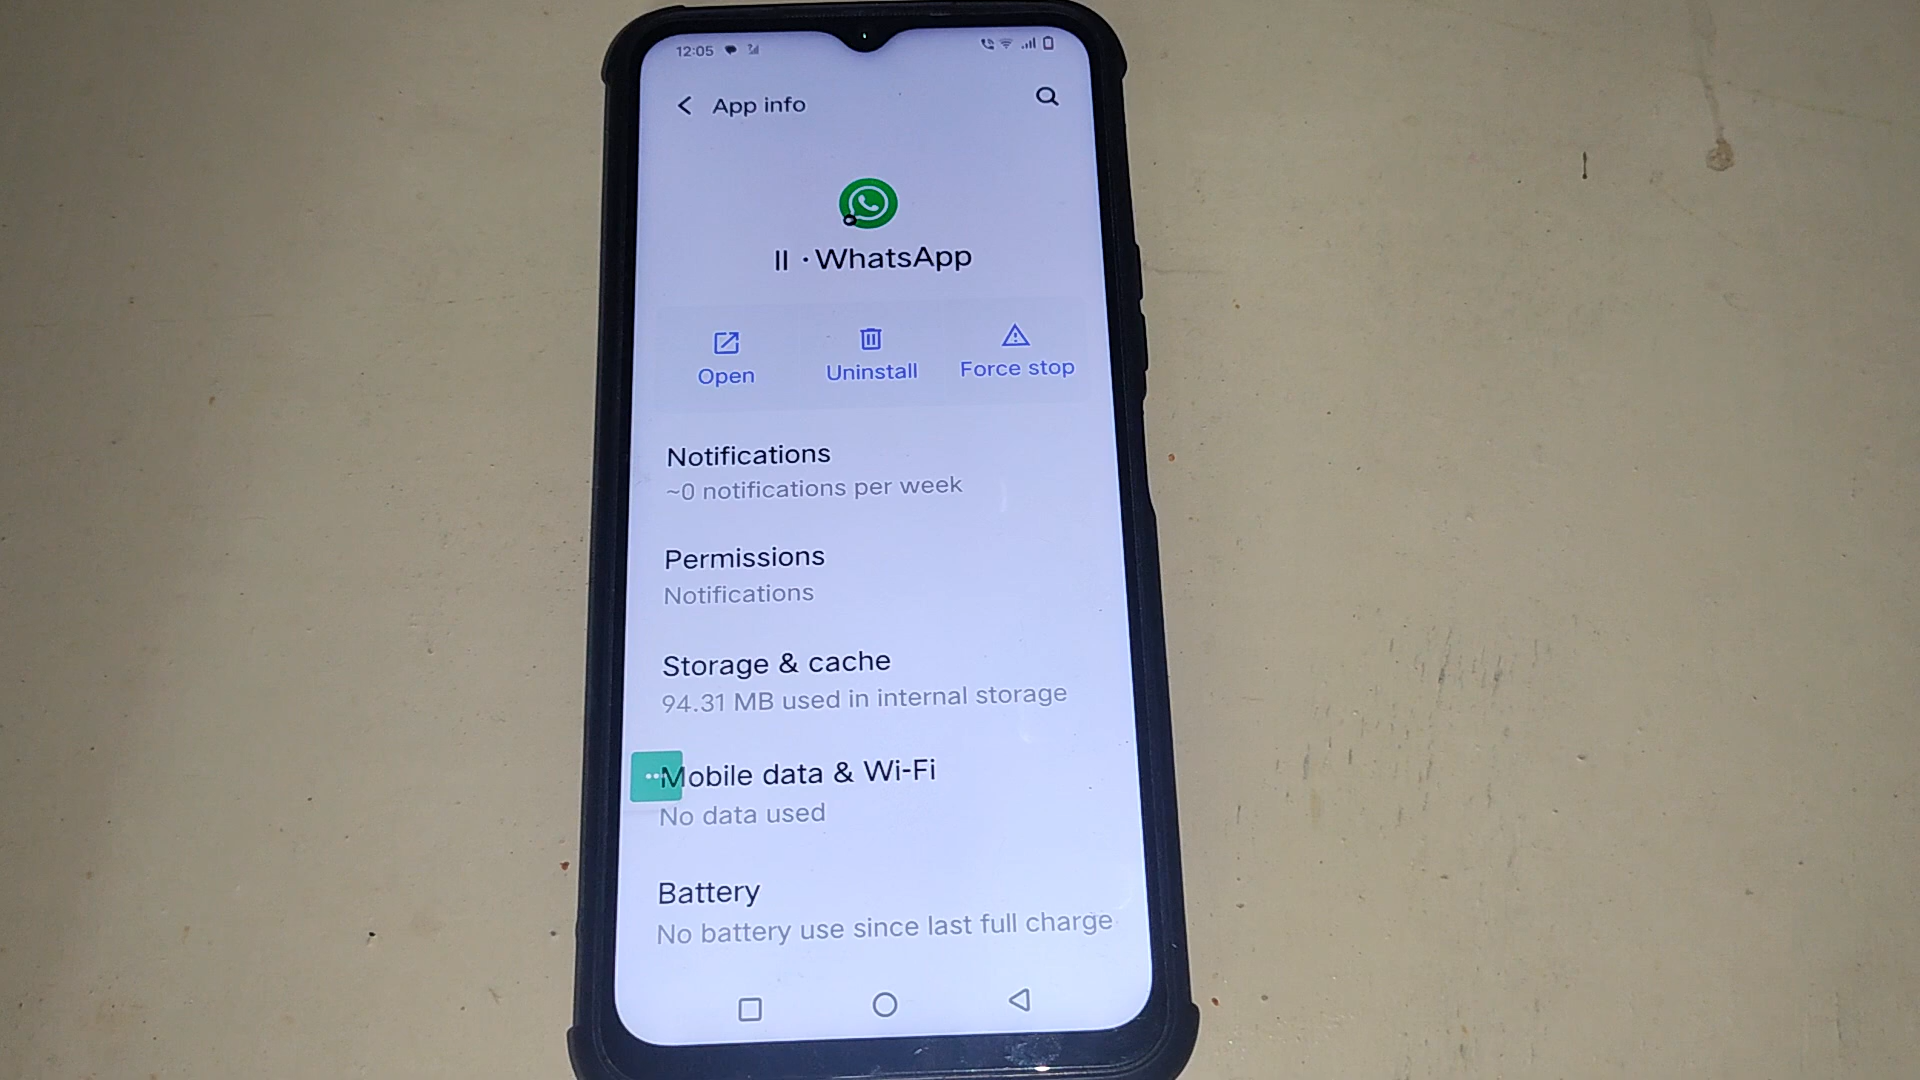 12:05
App info
II · WhatsApp
Open
Uninstall
Force stop
Notifications
~0 notifications per week
Permissions
Notifications
Storage & cache
94.31 MB used in internal storage
Mobile data & Wi-Fi
No data used
Battery
No battery use since last full charge